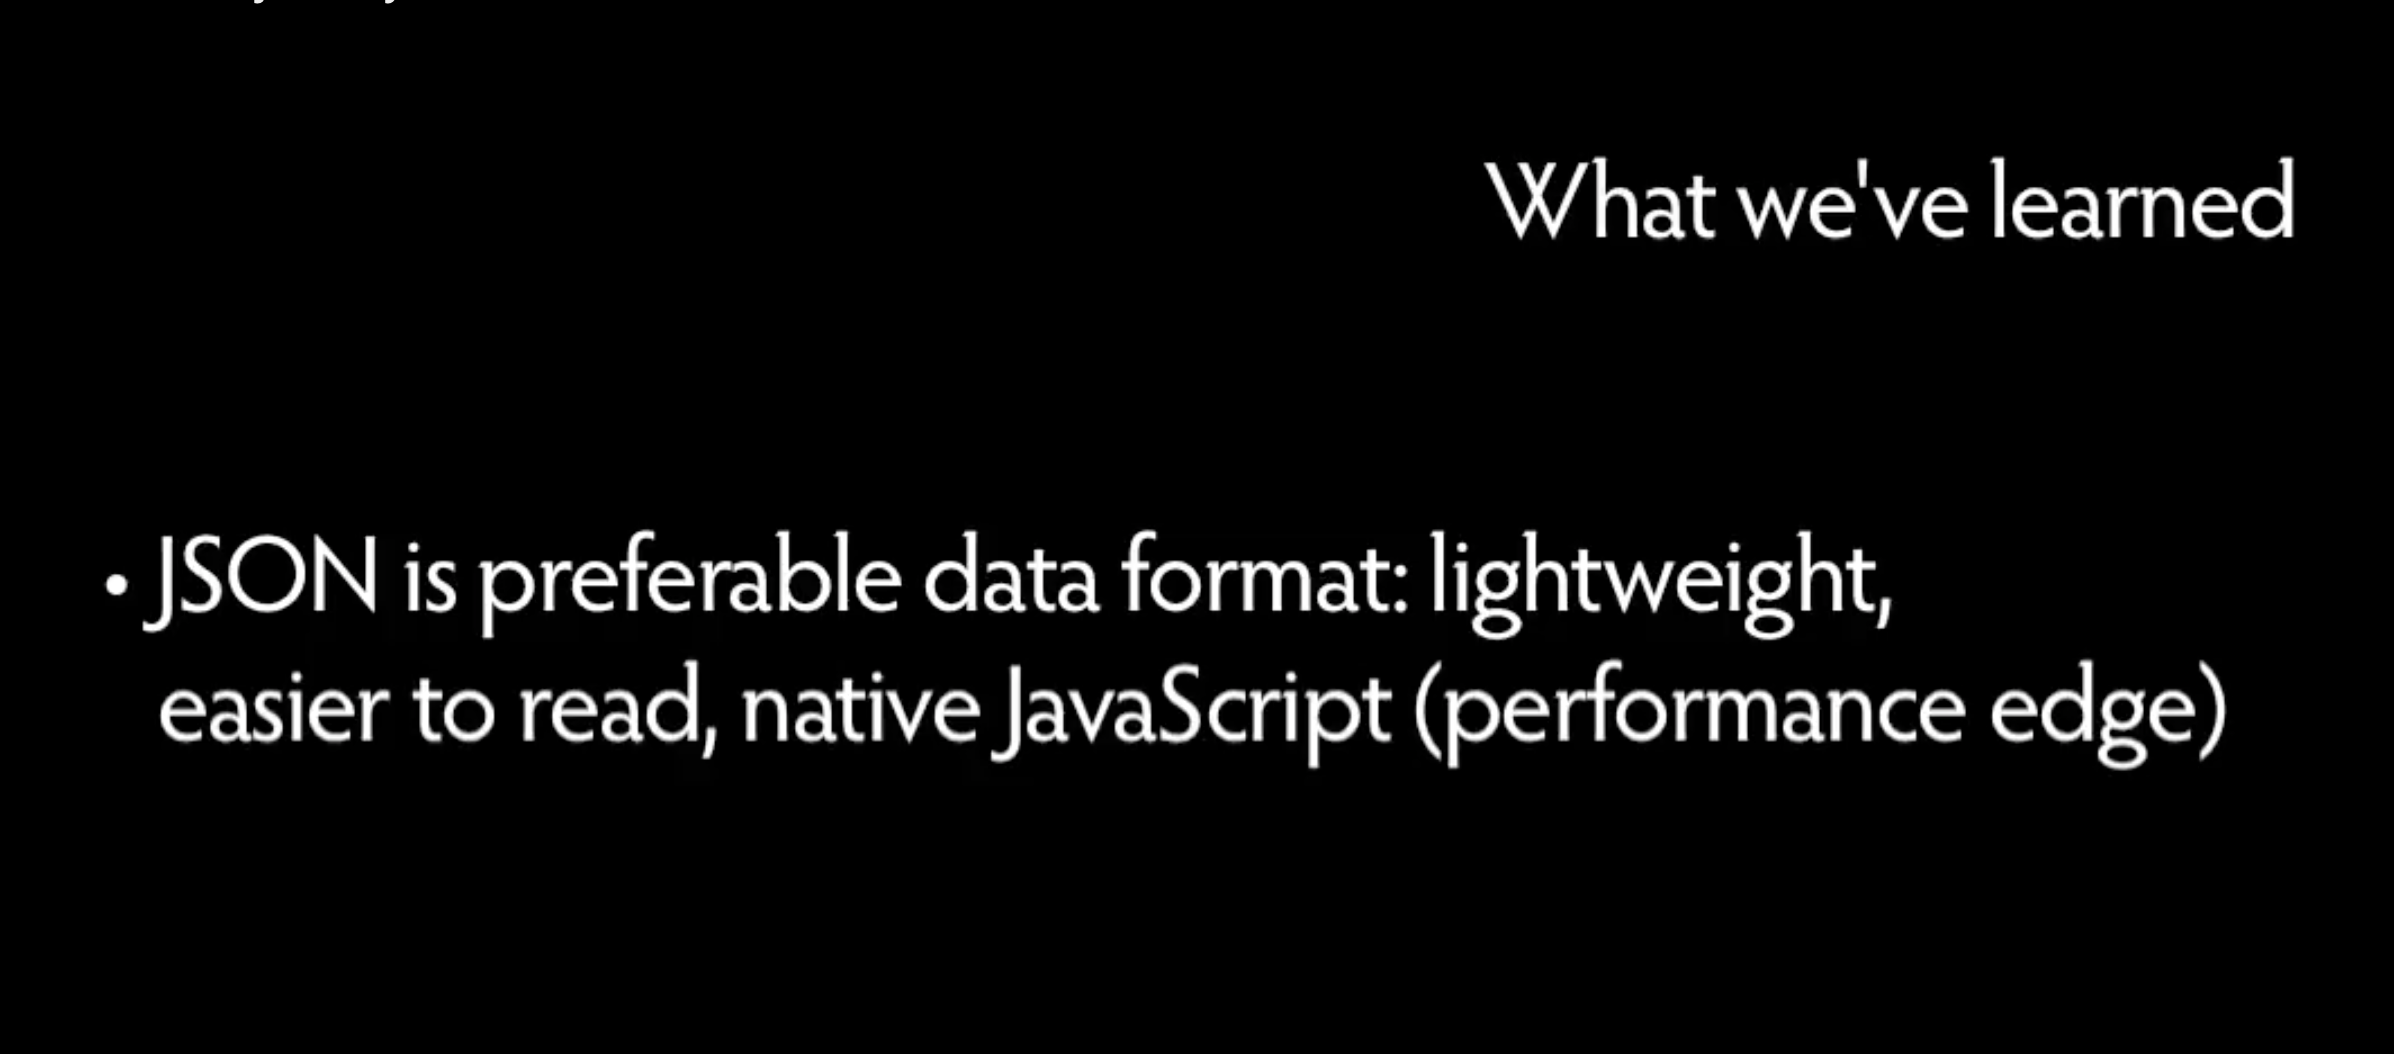 What we've learned
• JSON is preferable data format: lightweight,
easier to read, native JavaScript (performance edge)